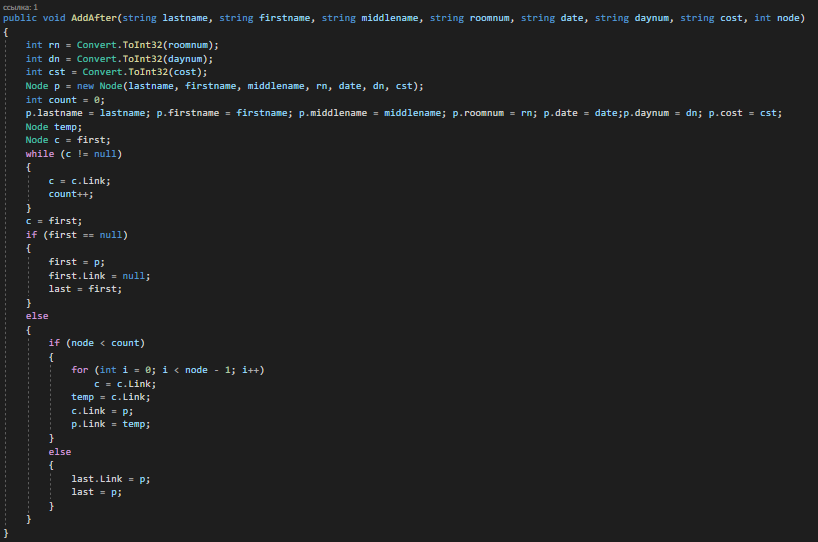 ссылка: 1
public void AddAfter(string lastname, string firstname, string middlename, string roomnum, string date, string daynum, string cost, int node)
{
int rn = Convert.ToInt32(roomnum);
int dn = Convert.ToInt32(daynum);
int cst = Convert.ToInt32(cost);
Node p = new Node(lastname, firstname, middlename, rn, date, dn, cst);
int count = 0;
p.lastname = lastname; p.firstname = firstname; p.middlename = middlename; p.roomnum = rn; p.date = date;p.daynum = dn; p.cost = cst;
Node temp;
Node c = first;
while (c != null)
{
c = c.Link;
count++;
}
c = first;
if (first == null)
{
first = p;
first.Link = null;
last = first;
}
else
{
if (node < count)
{
for (int i = 0; i < node - 1; i++)
c = c.Link;
temp = c.Link;
c.Link = p;
p.Link = temp;
}
else
{
last.Link = p;
last = p;
}
}
}